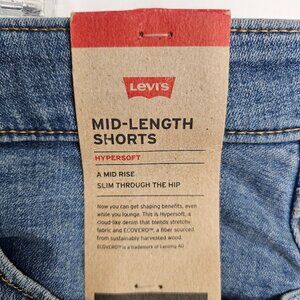 Levi's
MID-LENGTH
SHORTS
HYPERSOFT
A MID RISE
SLIM THROUGH THE HIP
Now you can get shaping benefits, even
while you lounge. This is Hypersoft, a
cloud-like denim that blends stretchy
fabric and ECOVERO™, a fiber sourced
from sustainably harvested wood.
ECOVERO™ is a trademark of Lenzing AG